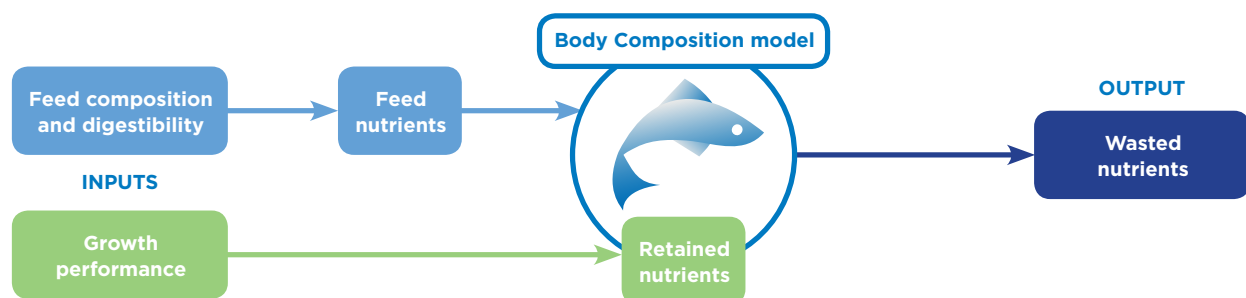 Body Composition model
Feed composition
and digestibility
Feed
nutrients
OUTPUT
Wasted
nutrients
INPUTS
Growth
performance
Retained
nutrients